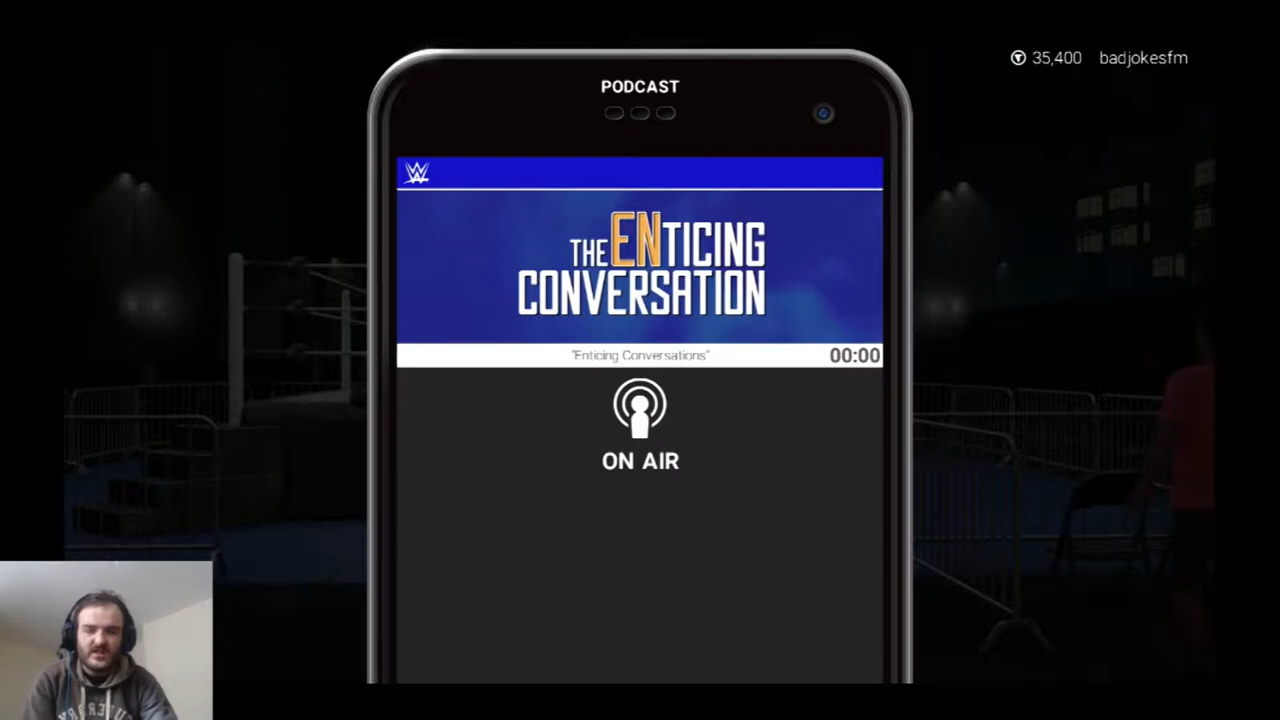 35,400 badjokesfm
PODCAST
THE ENTICING
CONVERSATION
"Enticing Conversations" 00:00
ON AIR